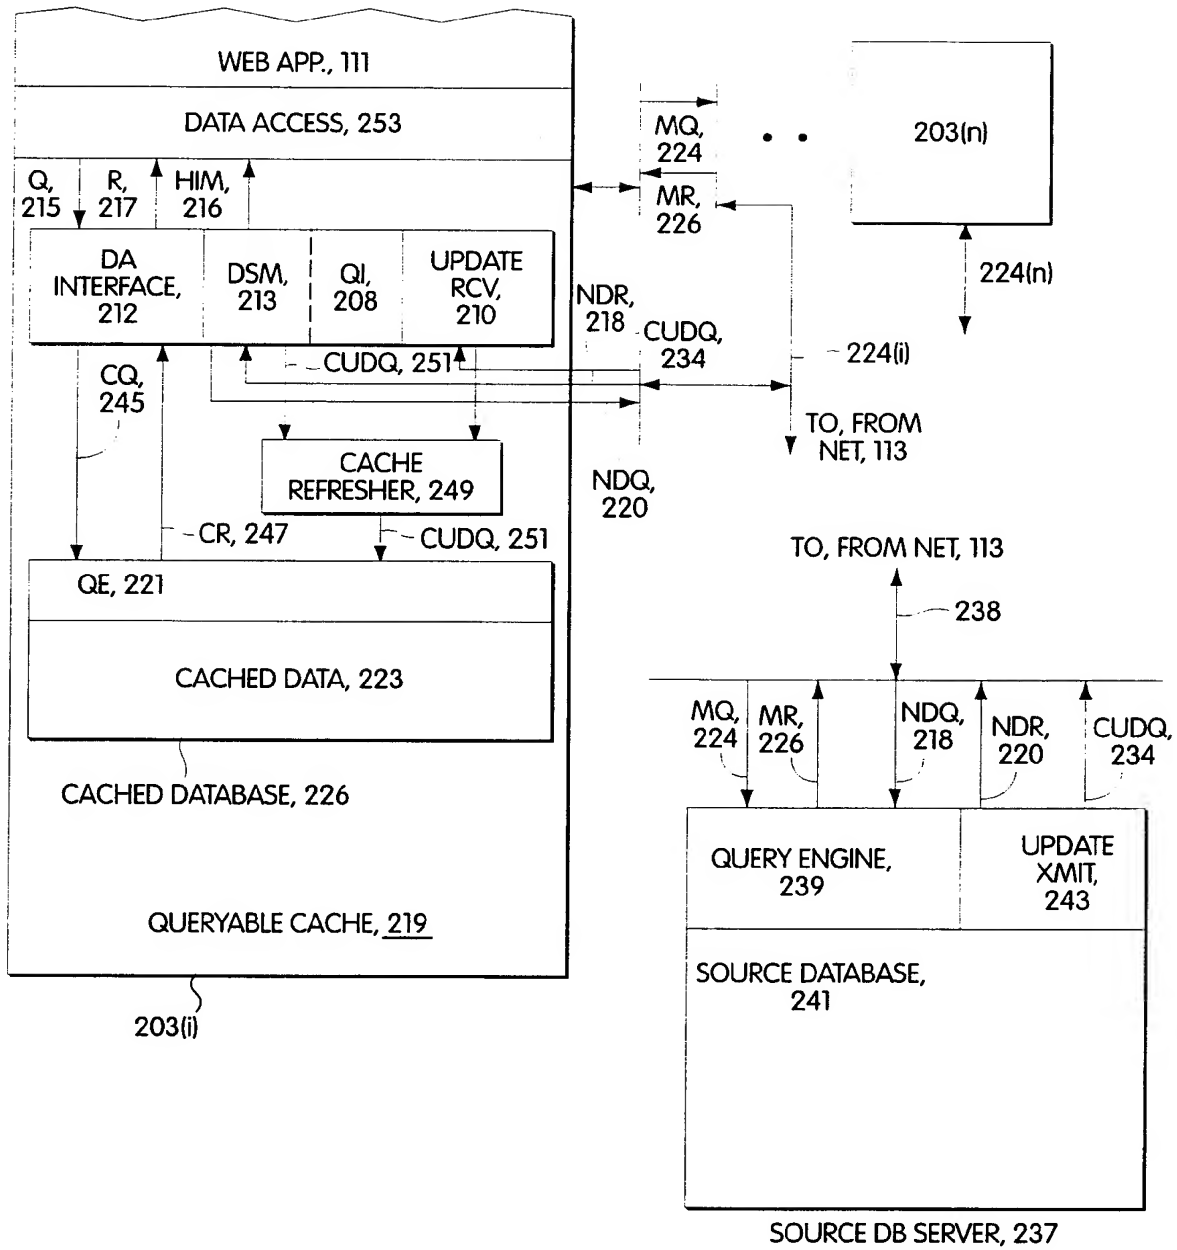 WEB APP., 111
DATA ACCESS, 253
Q,
215
R,
217
HIM,
216
DA
INTERFACE,
212
DSM,
213
QI,
208
UPDATE
RCV,
210
MQ,
224
MR,
226
203(n)
224(n)
NDR,
218
CUDQ,
234
224(i)
CUDQ, 251
CQ,
245
TO, FROM
NET, 113
NDQ,
220
CACHE
REFRESHER, 249
CR, 247
CUDQ, 251
QE, 221
CACHED DATA, 223
CACHED DATABASE, 226
QUERYABLE CACHE, 219
203(i)
TO, FROM NET, 113
238
MQ,
224
MR,
226
NDQ,
218
NDR,
220
CUDQ,
234
QUERY ENGINE,
239
UPDATE
XMIT,
243
SOURCE DATABASE,
241
SOURCE DB SERVER, 237